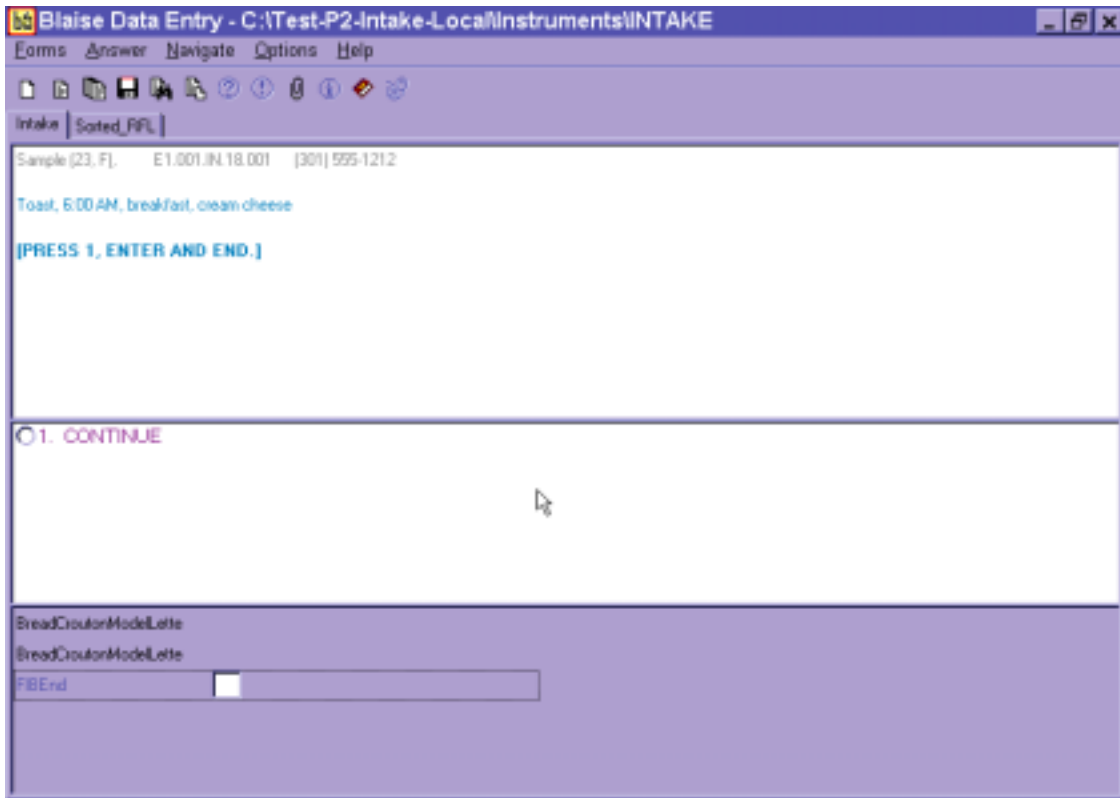 Blaise Data Entry - C:\Test-P2-Intake-Local\Instruments\INTAKE
Forms Answer Navigate Options Help
Intake Sorted_RFL
Sample (23, F), E1.001.IN.18.001 (301) 555-1212
Toast, 6:00 AM, breakfast, cream cheese
[PRESS 1, ENTER AND END.]
1. CONTINUE
BreadCroutonModelLette
BreadCroutonModelLette
FIBEnd